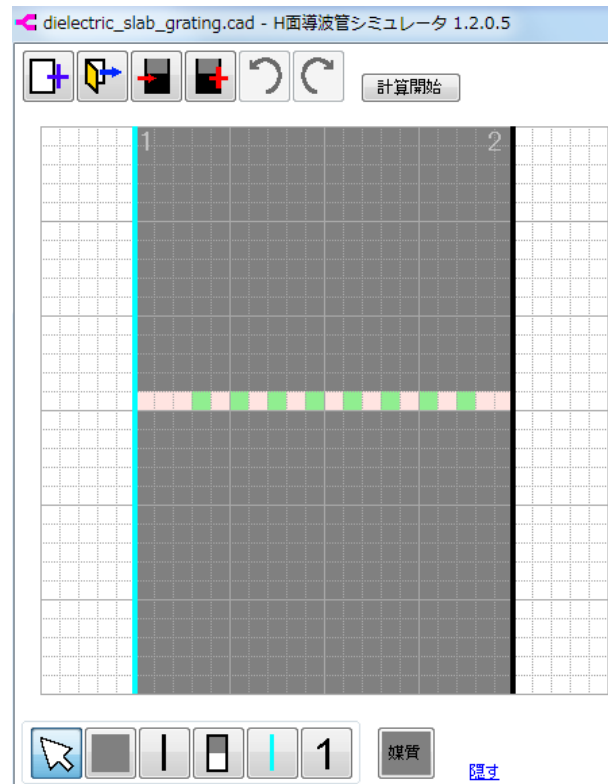 dielectric_slab_grating.cad - H面導波管シミュレータ 1.2.0.5
計算開始
1 2
1 媒質 隠す